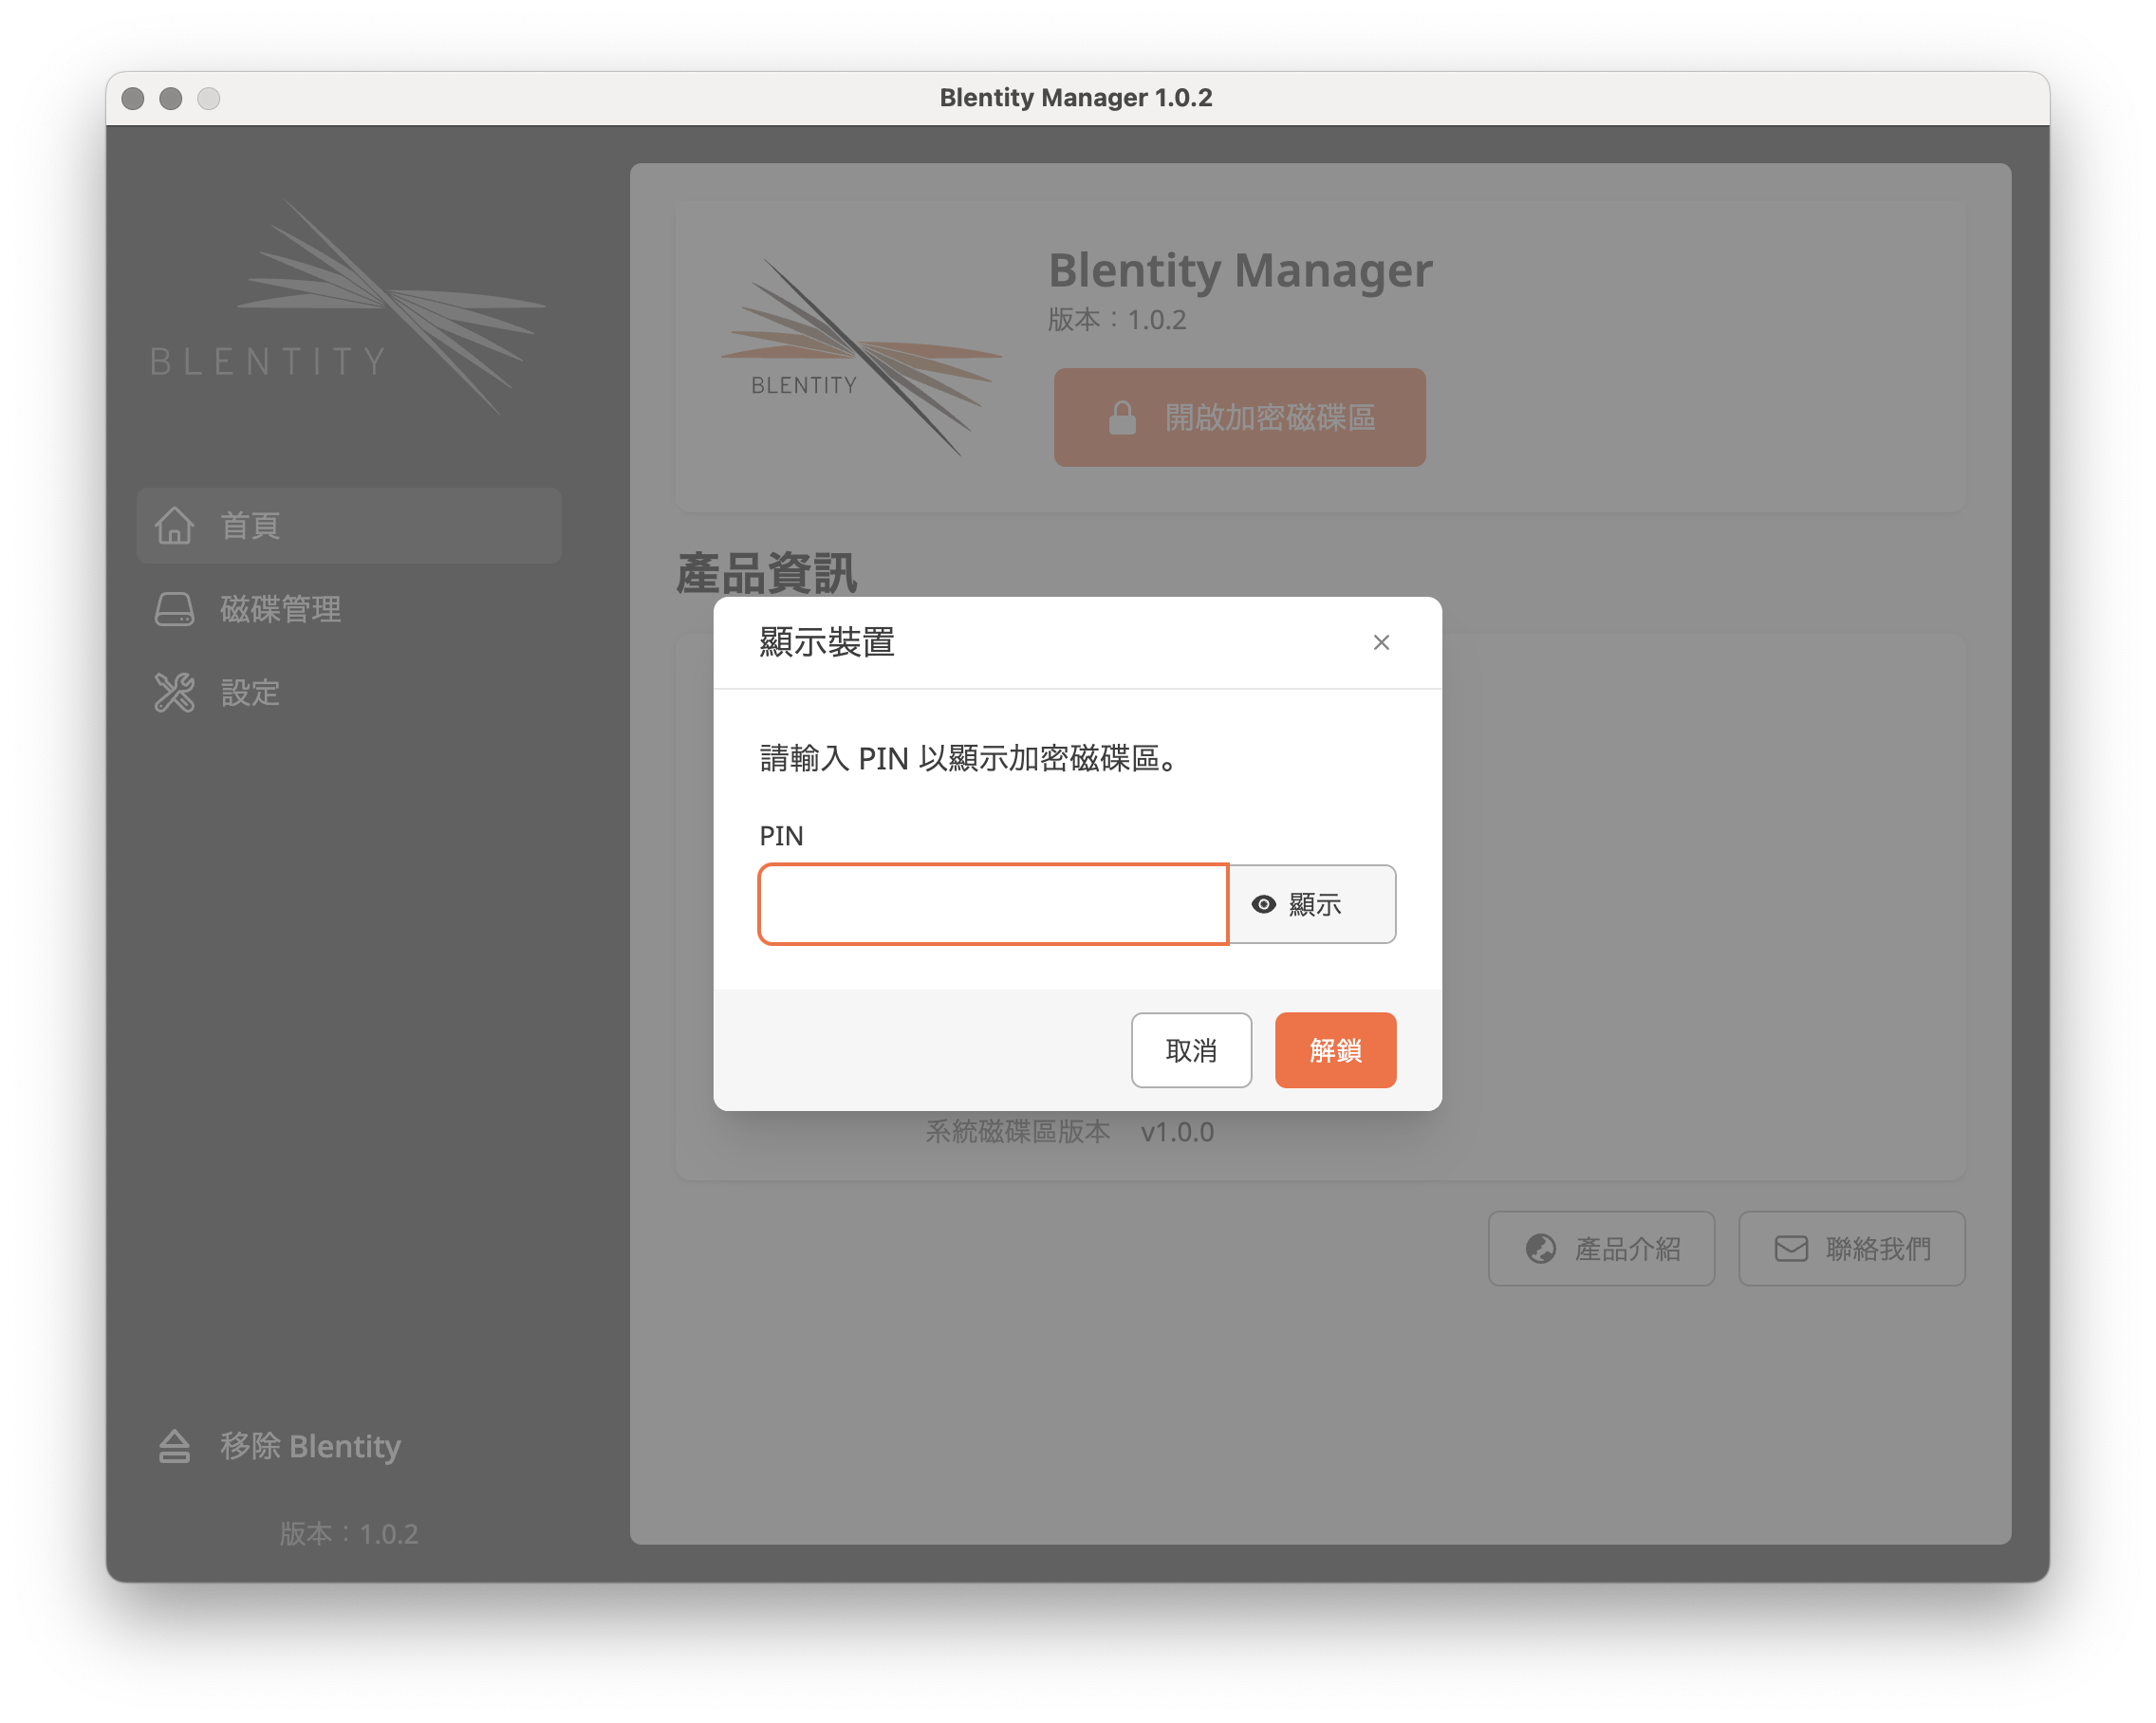 Blentity Manager 1.0.2
BLENTITY
首頁
磁碟管理
設定
移除 Blentity
版本：1.0.2
BLENTITY
Blentity Manager
版本：1.0.2
開啟加密磁碟區
產品資訊
顯示裝置
請輸入 PIN 以顯示加密磁碟區。
PIN
顯示
取消
解鎖
系統磁碟區版本 v1.0.0
產品介紹
聯絡我們